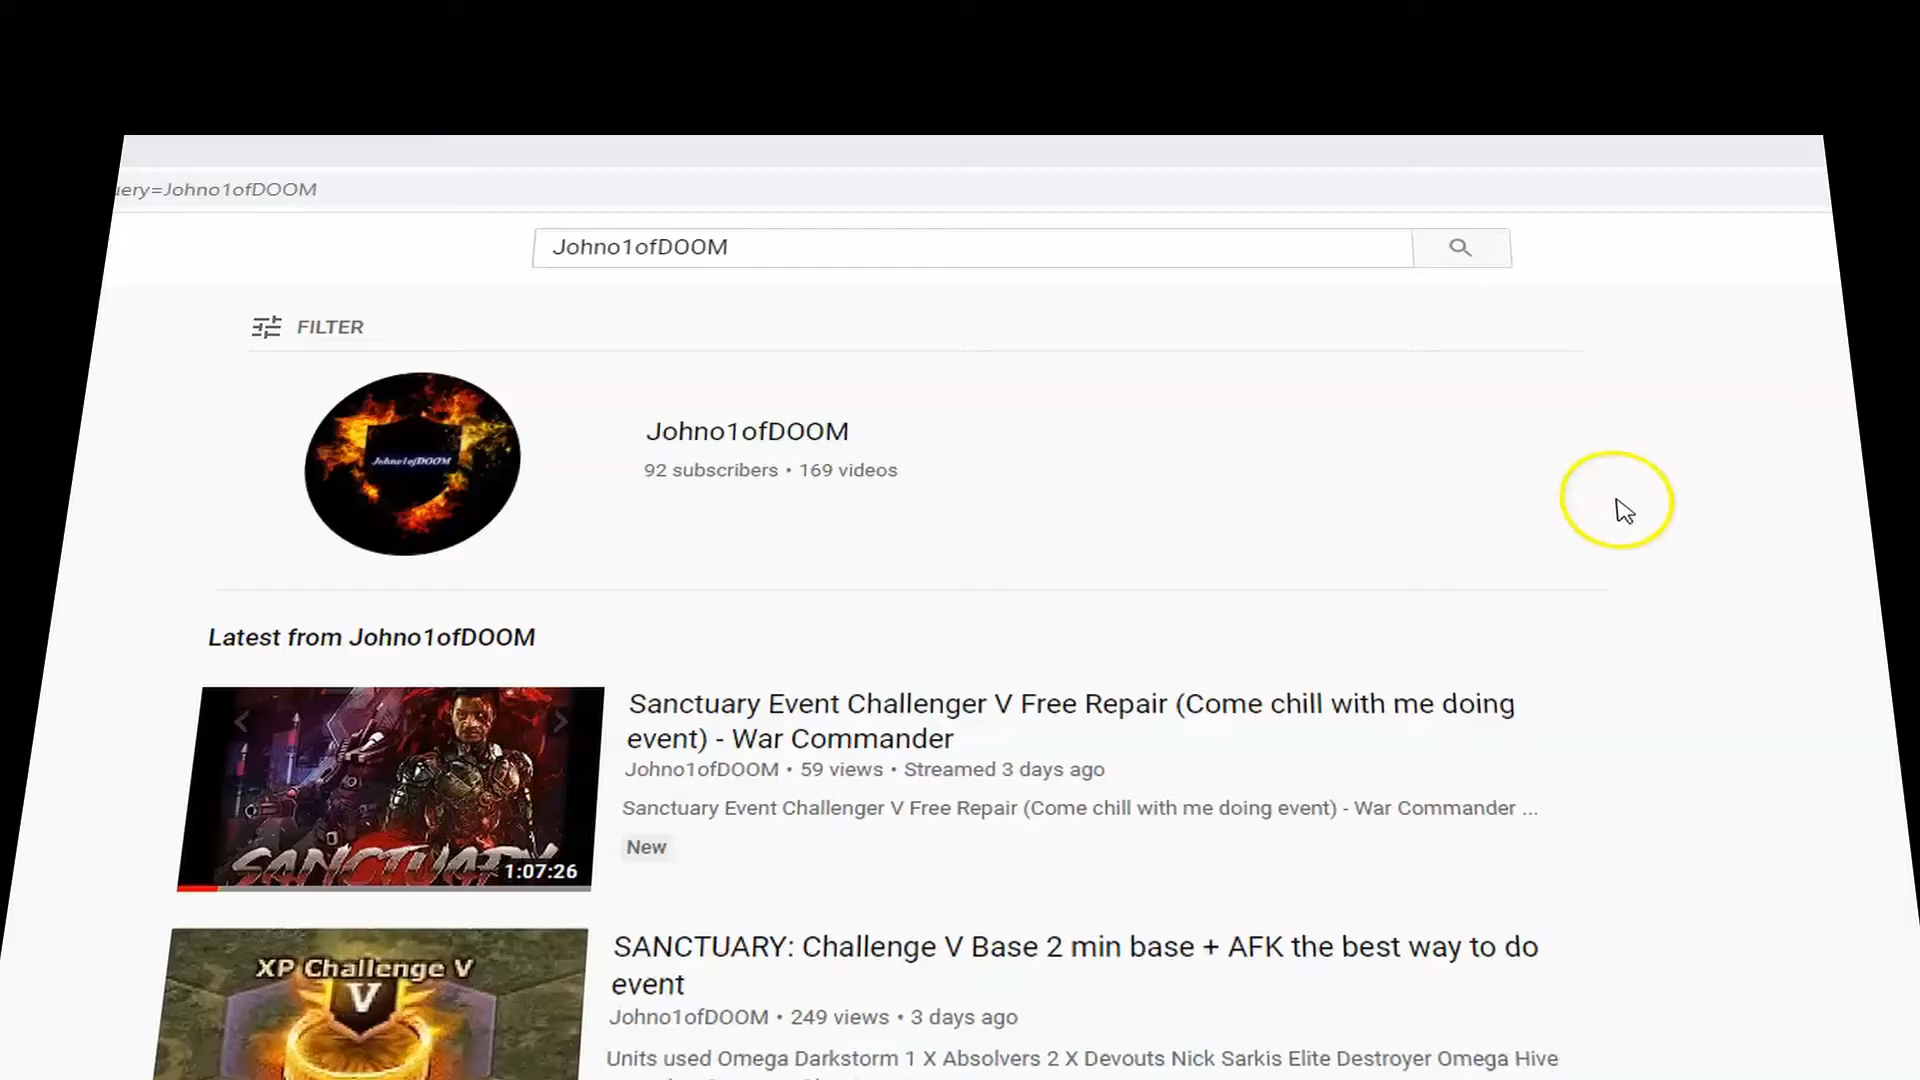 uery=Johno1ofDOOM
Johno1ofDOOM
FILTER
Johno1ofDOOM
Johno1ofDOOM
92 subscribers • 169 videos
Latest from Johno1ofDOOM
SANCTUARY
1:07:26
Sanctuary Event Challenger V Free Repair (Come chill with me doing
event) - War Commander
Johno1ofDOOM • 59 views • Streamed 3 days ago
Sanctuary Event Challenger V Free Repair (Come chill with me doing event) - War Commander ...
New
XP Challenge V
V
SANCTUARY: Challenge V Base 2 min base + AFK the best way to do
event
Johno1ofDOOM • 249 views • 3 days ago
Units used Omega Darkstorm 1 X Absolvers 2 X Devouts Nick Sarkis Elite Destroyer Omega Hive